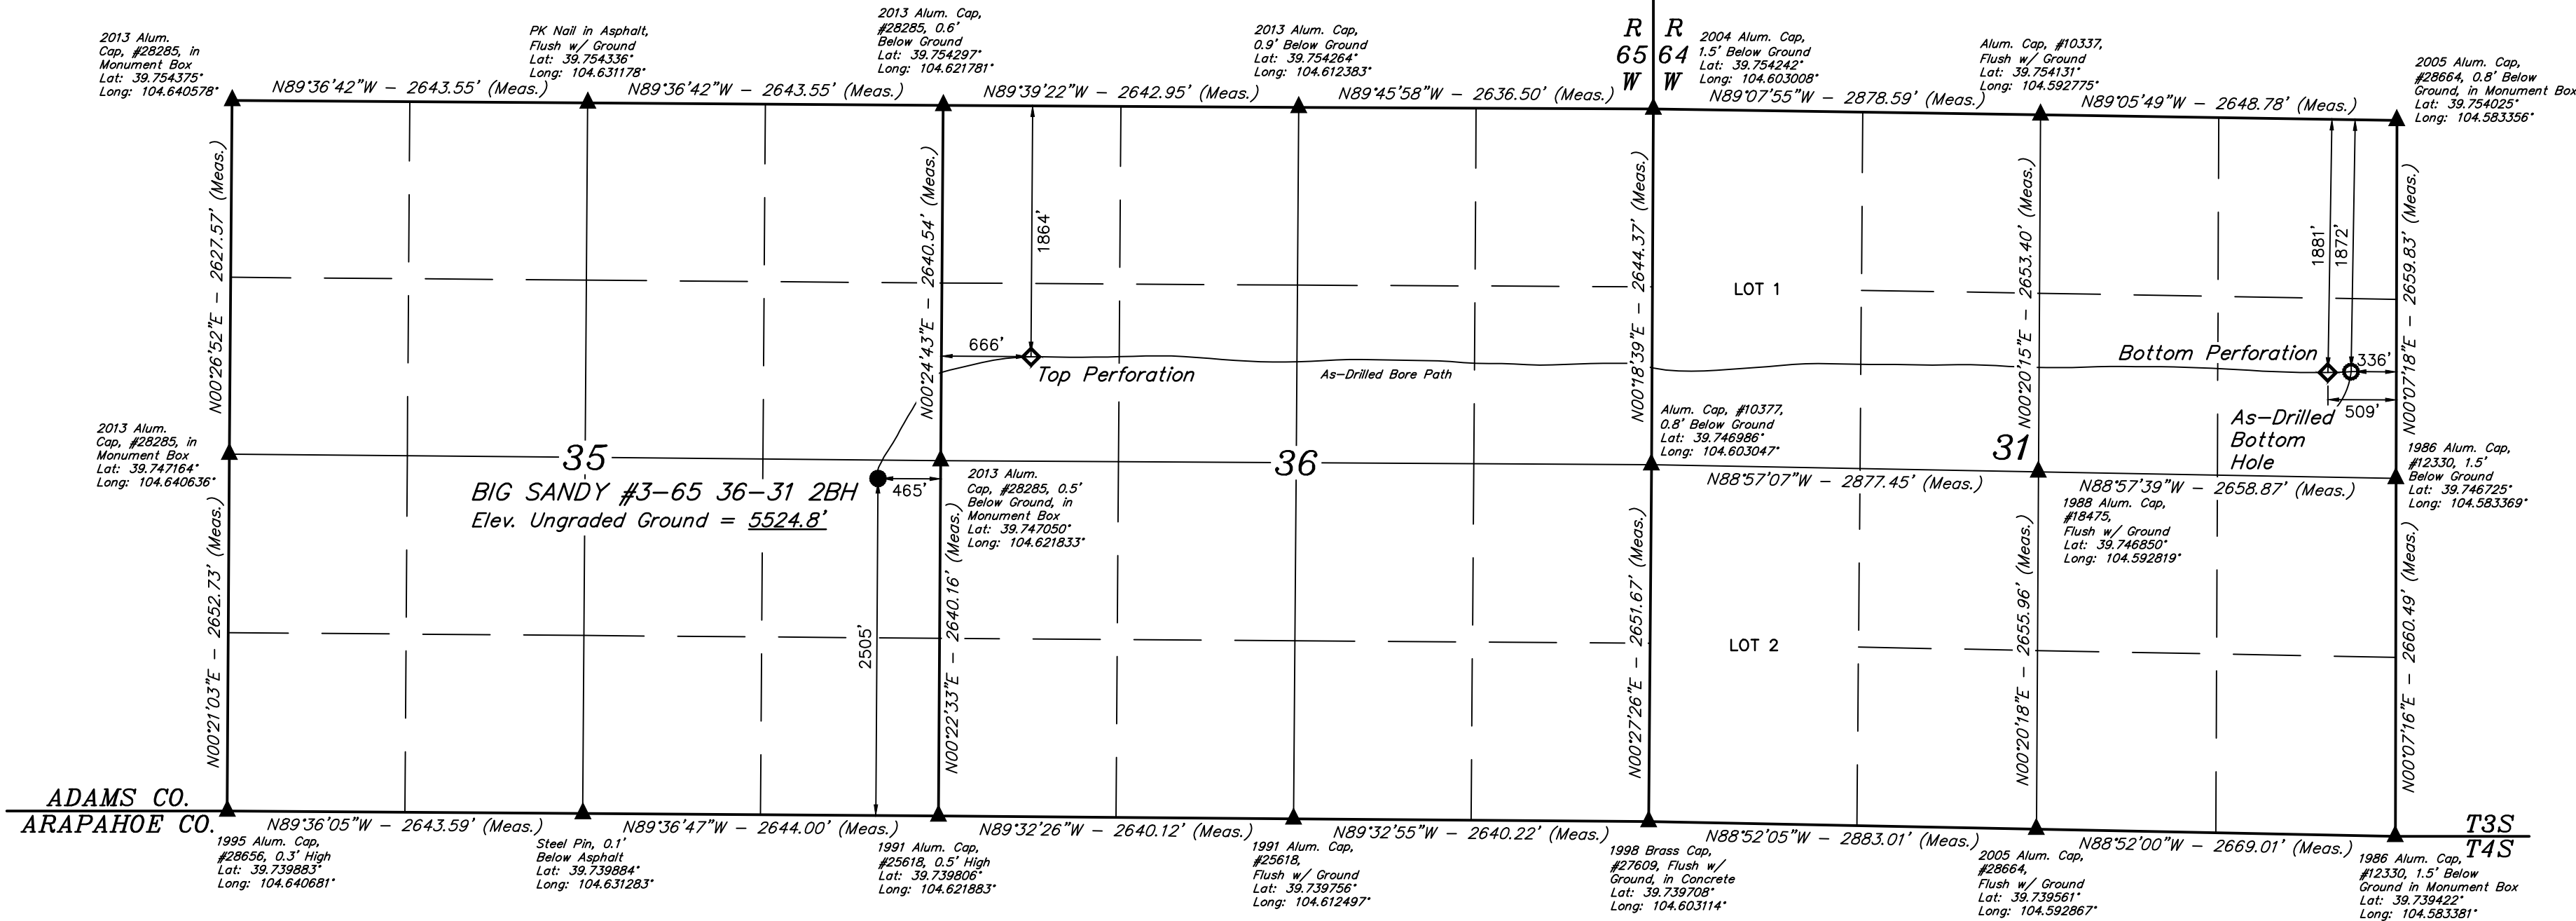 2013 Alum.
Cap, #28285, in
Monument Box
Lat: 39.754375°
Long: 104.640578°
PK Nail in Asphalt,
Flush w/ Ground
Lat: 39.754336°
Long: 104.631178°
2013 Alum. Cap,
#28285, 0.6'
Below Ground
Lat: 39.754297°
Long: 104.621781°
2013 Alum. Cap,
0.9' Below Ground
Lat: 39.754264°
Long: 104.612383°
R R
65 64
W W
2004 Alum. Cap,
1.5' Below Ground
Lat: 39.754242°
Long: 104.603008°
Alum. Cap, #10337,
Flush w/ Ground
Lat: 39.754131°
Long: 104.592775°
2005 Alum. Cap,
#28664, 0.8' Below
Ground, in Monument Box
Lat: 39.754025°
Long: 104.583356°
N89°36'42"W – 2643.55' (Meas.)
N89°36'42"W – 2643.55' (Meas.)
N89°39'22"W – 2642.95' (Meas.)
N89°45'58"W – 2636.50' (Meas.)
N89°07'55"W – 2878.59' (Meas.)
N89°05'49"W – 2648.78' (Meas.)
N00°26'52"E – 2627.57' (Meas.)
N00°24'43"E – 2640.54' (Meas.)
1864'
N00°18'39"E – 2644.37' (Meas.)
LOT 1
N00°20'15"E – 2653.40' (Meas.)
1881'
1872'
N00°07'18"E – 2659.83' (Meas.)
666'
Top Perforation
As-Drilled Bore Path
Bottom Perforation
336'
509'
As-Drilled
Bottom
Hole
2013 Alum.
Cap, #28285, in
Monument Box
Lat: 39.747164°
Long: 104.640636°
35
36
31
Alum. Cap, #10377,
0.8' Below Ground
Lat: 39.746986°
Long: 104.603047°
BIG SANDY #3-65 36-31 2BH
Elev. Ungraded Ground = 5524.8'
465'
2013 Alum.
Cap, #28285, 0.5'
Below Ground, in
Monument Box
Lat: 39.747050°
Long: 104.621833°
N88°57'07"W – 2877.45' (Meas.)
N88°57'39"W – 2658.87' (Meas.)
1986 Alum. Cap,
#12330, 1.5'
Below Ground
Lat: 39.746725°
Long: 104.583369°
1988 Alum. Cap,
#18475,
Flush w/ Ground
Lat: 39.746850°
Long: 104.592819°
N00°21'03"E – 2652.73' (Meas.)
2505'
N00°22'33"E – 2640.16' (Meas.)
N00°27'26"E – 2651.67' (Meas.)
LOT 2
N00°20'18"E – 2655.96' (Meas.)
N00°07'16"E – 2660.49' (Meas.)
ADAMS CO.
ARAPAHOE CO.
N89°36'05"W – 2643.59' (Meas.)
N89°36'47"W – 2644.00' (Meas.)
N89°32'26"W – 2640.12' (Meas.)
N89°32'55"W – 2640.22' (Meas.)
N88°52'05"W – 2883.01' (Meas.)
N88°52'00"W – 2669.01' (Meas.)
T3S
T4S
1995 Alum. Cap,
#28656, 0.3' High
Lat: 39.739883°
Long: 104.640681°
Steel Pin, 0.1'
Below Asphalt
Lat: 39.739884°
Long: 104.631283°
1991 Alum. Cap,
#25618, 0.5' High
Lat: 39.739806°
Long: 104.621883°
1991 Alum. Cap,
#25618,
Flush w/ Ground
Lat: 39.739756°
Long: 104.612497°
1998 Brass Cap,
#27609, Flush w/
Ground, in Concrete
Lat: 39.739708°
Long: 104.603114°
2005 Alum. Cap,
#28664,
Flush w/ Ground
Lat: 39.739561°
Long: 104.592867°
1986 Alum. Cap,
#12330, 1.5' Below
Ground in Monument Box
Lat: 39.739422°
Long: 104.583381°